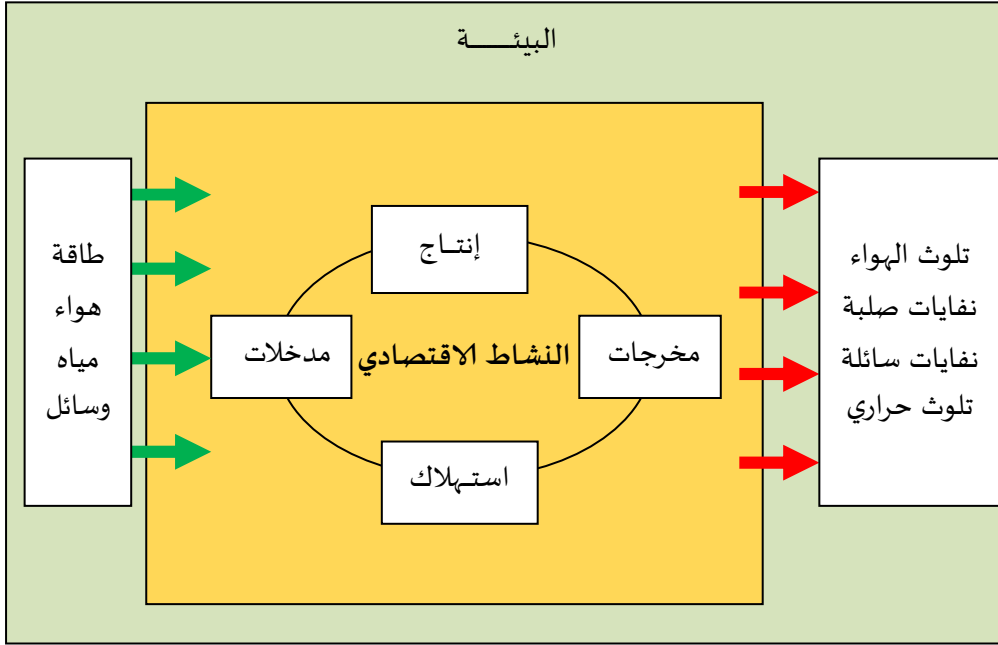 البيئـــــة
إنتـاج
مدخلات
النشاط الاقتصادي
مخرجات
استـهلاك
طاقة
هواء
مياه
وسائل
تلوث الهواء
نفايات صلبة
نفايات سائلة
تلوث حراري